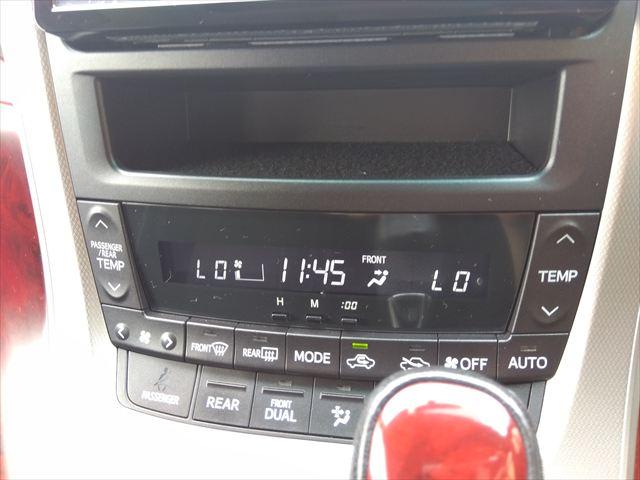 PASSENGER
/REAR
TEMP
LO 11:45 FRONT LO
H M :00
TEMP
FRONT REAR MODE OFF AUTO
PASSENGER REAR FRONT DUAL